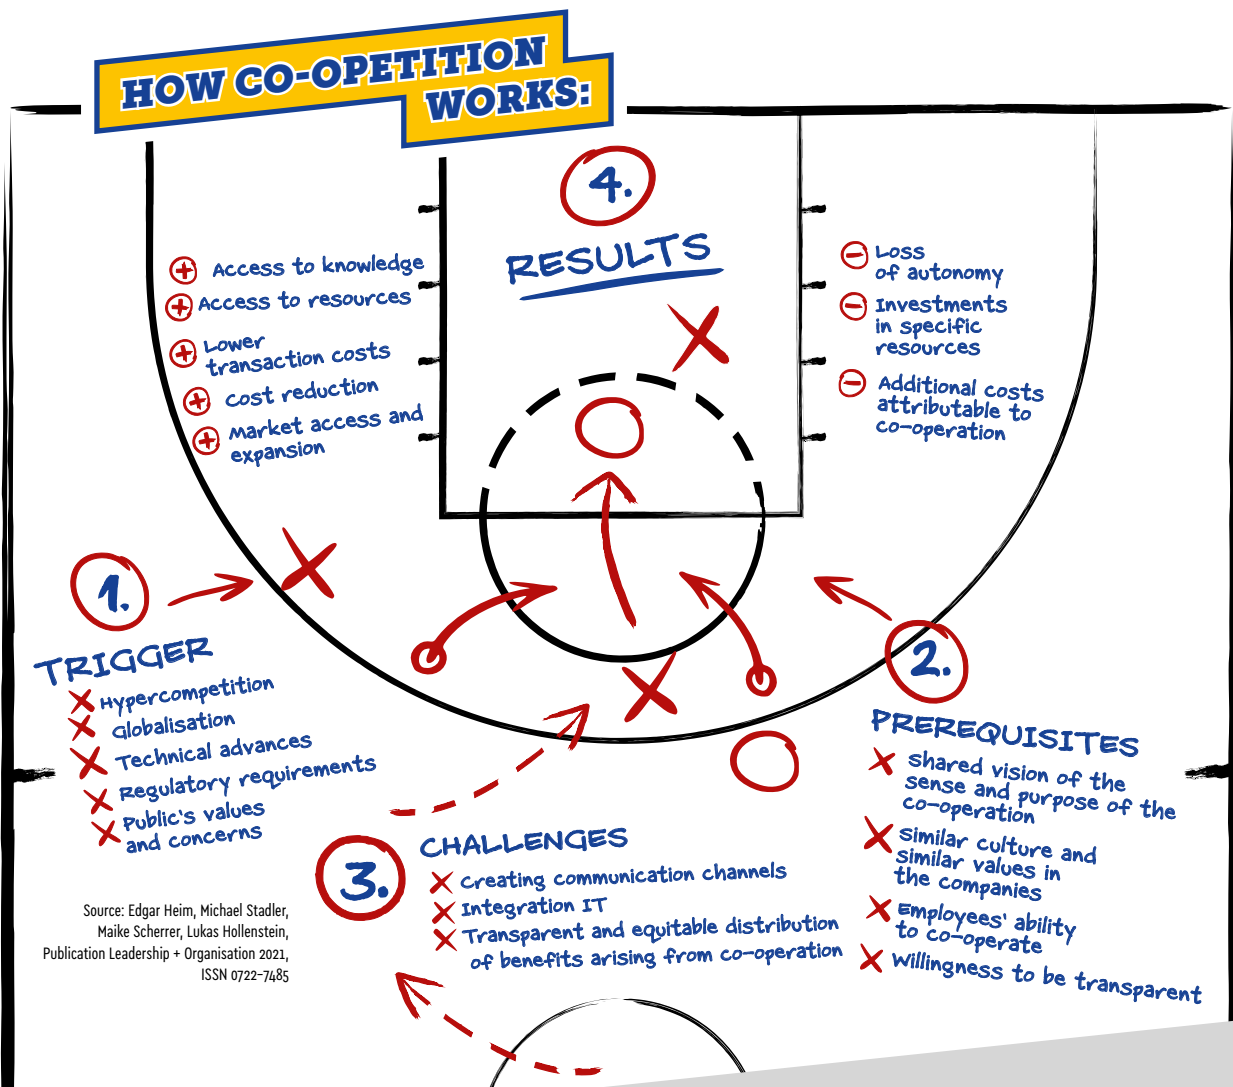 HOW CO-OPETITION
WORKS:
4.
RESULTS
Access to knowledge
Access to resources
Lower
transaction costs
Cost reduction
Market access and
expansion
Loss
of autonomy
Investments
in specific
resources
Additional costs
attributable to
co-operation
1.
TRIGGER
Hypercompetition
Globalisation
Technical advances
Regulatory requirements
Public's values
and concerns
2.
PREREQUISITES
Shared vision of the
sense and purpose of the
co-operation
Similar culture and
similar values in
the companies
Employees' ability
to co-operate
Willingness to be transparent
3.
CHALLENGES
Creating communication channels
Integration IT
Transparent and equitable distribution
of benefits arising from co-operation
Source: Edgar Heim, Michael Stadler,
Maike Scherrer, Lukas Hollenstein,
Publication Leadership + Organisation 2021,
ISSN 0722-7485